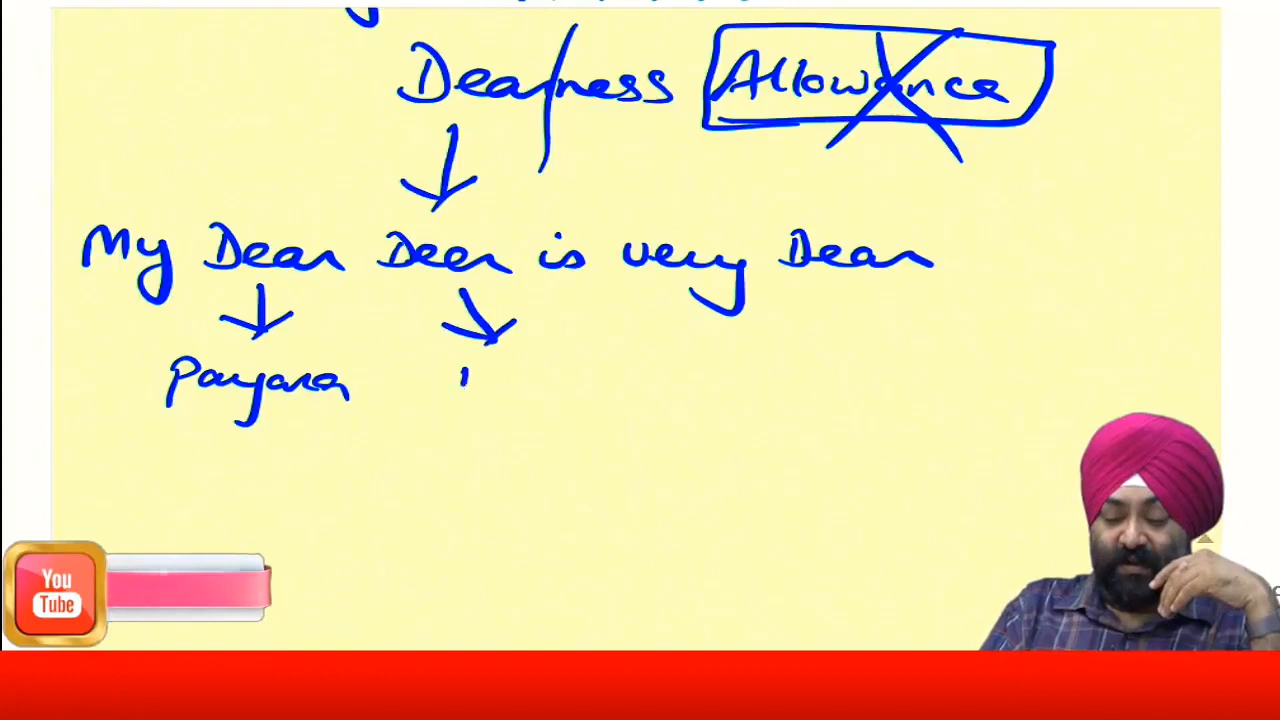 Dearness Allowance
My Dear Deer is very Dear
Payara
You
Tube